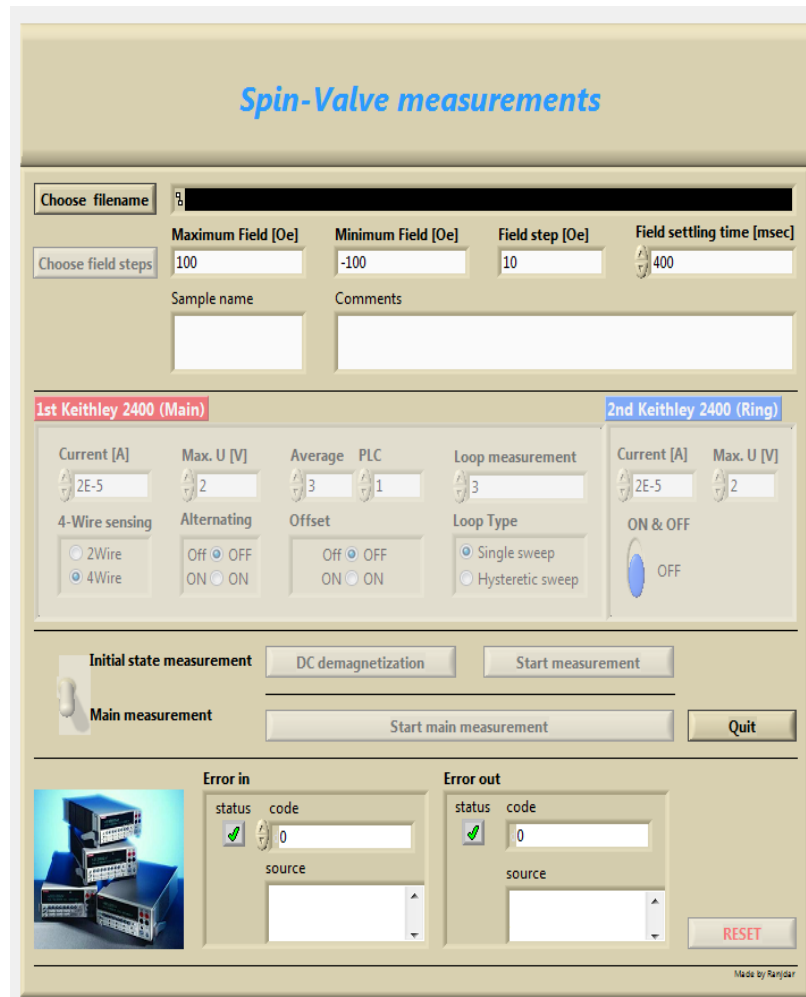 Spin-Valve measurements
Choose filename
Maximum Field [Oe] Minimum Field [Oe] Field step [Oe] Field settling time [msec]
Choose field steps 100 -100 10 400
Sample name Comments
1st Keithley 2400 (Main) 2nd Keithley 2400 (Ring)
Current [A] Max. U [V] Average PLC Loop measurement Current [A] Max. U [V]
2E-5 2 3 1 3 2E-5 2
4-Wire sensing Alternating Offset Loop Type ON & OFF
2Wire Off OFF Off OFF Single sweep OFF
4Wire ON ON ON ON Hysteretic sweep
Initial state measurement DC demagnetization Start measurement
Main measurement Start main measurement Quit
Error in Error out
status code status code
0 0
source source
RESET
Made by Ranjdar